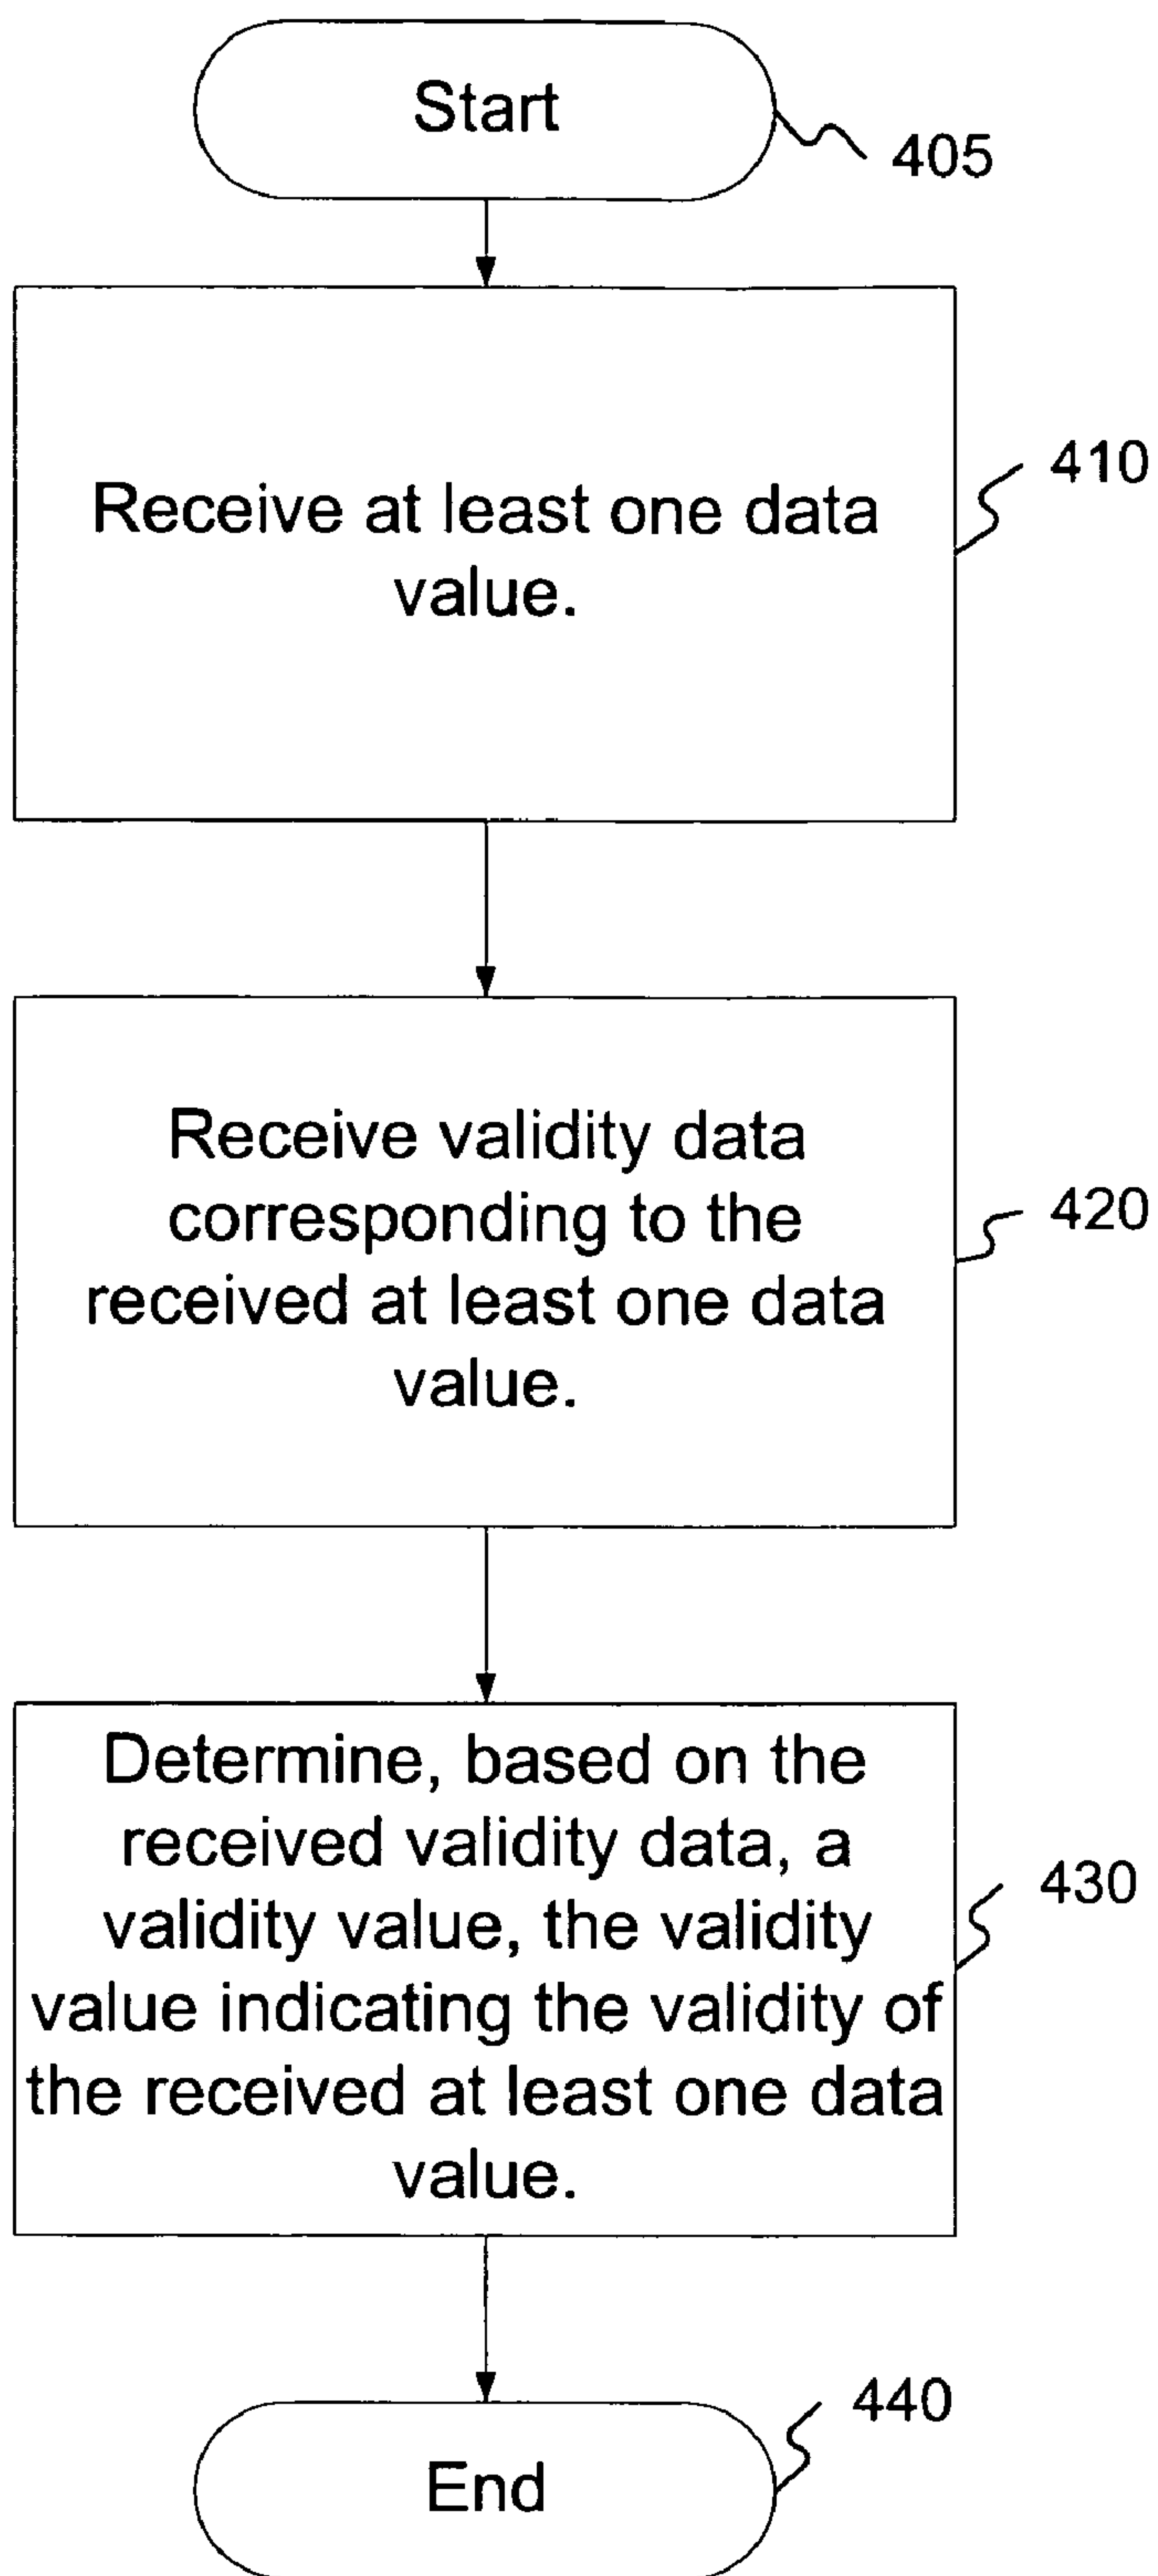 Start
405
Receive at least one data
value.
410
Receive validity data
corresponding to the
received at least one data
value.
420
Determine, based on the
received validity data, a
validity value, the validity
value indicating the validity of
the received at least one data
value.
430
End
440